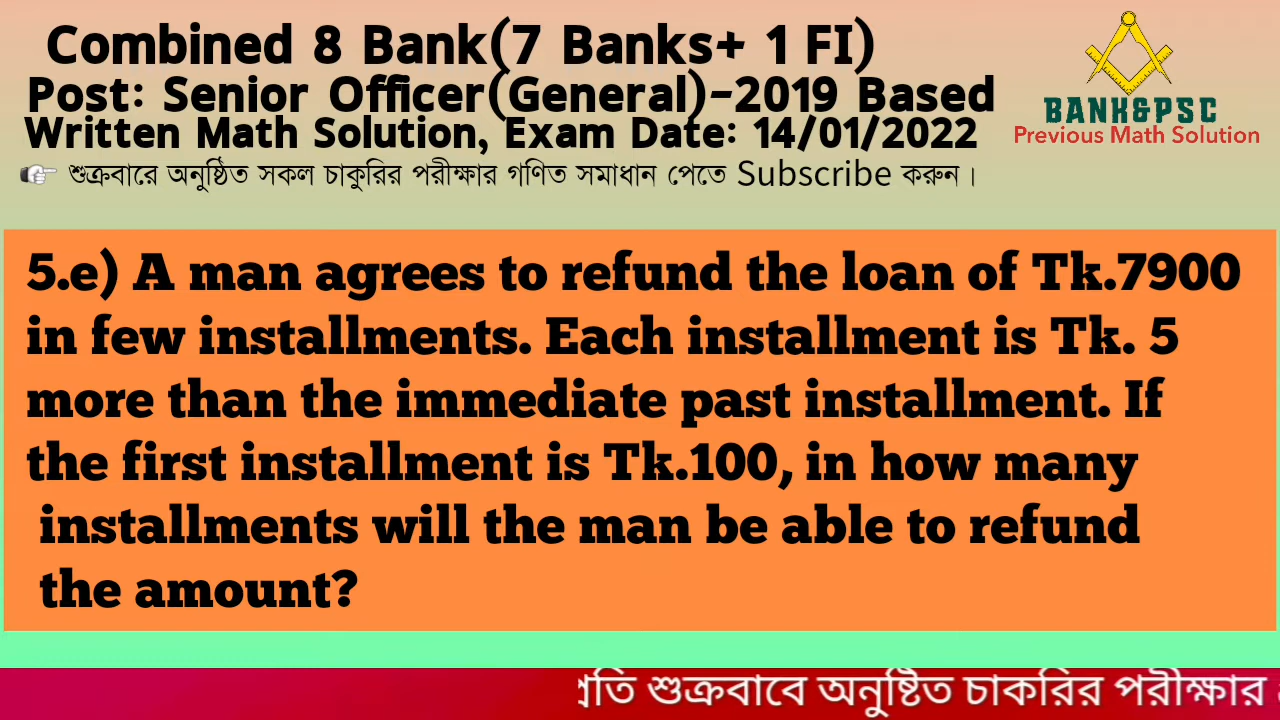 Combined 8 Bank(7 Banks+ 1 FI)
Post: Senior Officer(General)-2019 Based
Written Math Solution, Exam Date: 14/01/2022
👉 শুক্রবারে অনুষ্ঠিত সকল চাকুরির পরীক্ষার গণিত সমাধান পেতে Subscribe করুন।
BANK&PSC
Previous Math Solution
5.e) A man agrees to refund the loan of Tk.7900
in few installments. Each installment is Tk. 5
more than the immediate past installment. If
the first installment is Tk.100, in how many
installments will the man be able to refund
the amount?
শুক্রবাবে অনুষ্টিত চাকরির পরীক্ষার